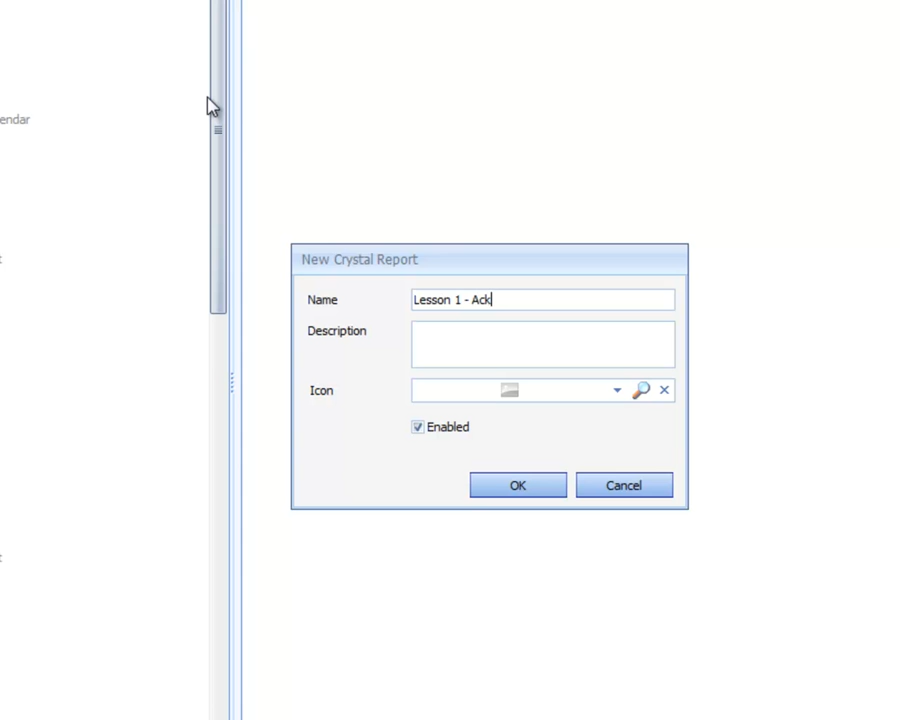 endar
New Crystal Report
Name
Lesson 1 - Ack
Description
Icon
Enabled
OK
Cancel